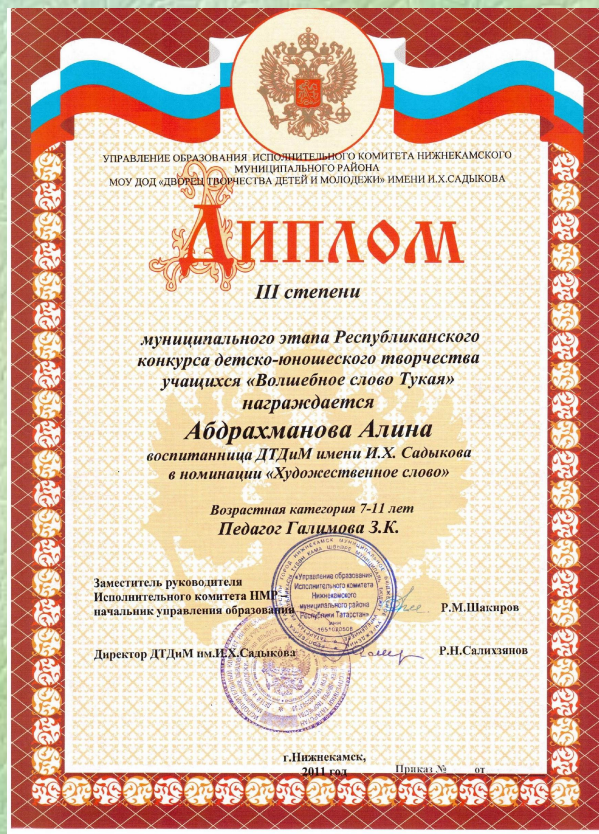 УПРАВЛЕНИЕ ОБРАЗОВАНИЯ ИСПОЛНИТЕЛЬНОГО КОМИТЕТА НИЖНЕКАМСКОГО
МУНИЦИПАЛЬНОГО РАЙОНА
МОУ ДОД «ДВОРЕЦ ТВОРЧЕСТВА ДЕТЕЙ И МОЛОДЕЖИ» ИМЕНИ И.Х.САДЫКОВА
Диплом
III степени
муниципального этапа Республиканского
конкурса детско-юношеского творчества
учащихся «Волшебное слово Тукая»
награждается
Абдрахманова Алина
воспитанница ДТДиМ имени И.Х. Садыкова
в номинации «Художественное слово»
Возрастная категория 7-11 лет
Педагог Галимова З.К.
«Управление образования
Исполнительного комитета
Нижнекамского
муниципального района
Республики Татарстан»
Заместитель руководителя
Исполнительного комитета НМР
начальник управления образования
Р.М.Шакиров
Директор ДТДиМ им.И.Х.Садыкова
Р.Н.Салихзянов
г.Нижнекамск,
2011 год
Приказ № от